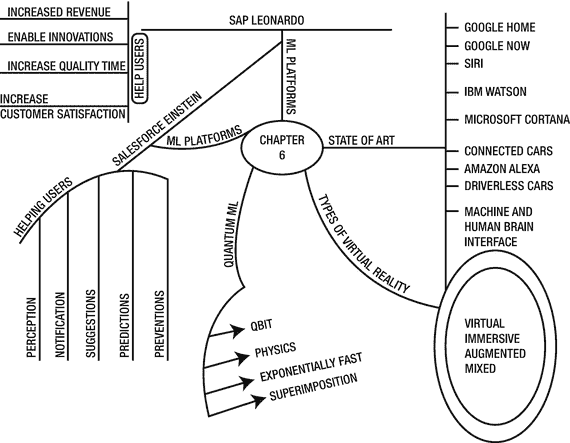 INCREASED REVENUE
ENABLE INNOVATIONS
INCREASE QUALITY TIME
INCREASE
CUSTOMER SATISFACTION
HELP USERS
SAP LEONARDO
ML PLATFORMS
SALESFORCE EINSTEIN
ML PLATFORMS
CHAPTER
6
STATE OF ART
GOOGLE HOME
GOOGLE NOW
SIRI
IBM WATSON
MICROSOFT CORTANA
CONNECTED CARS
AMAZON ALEXA
DRIVERLESS CARS
MACHINE AND
HUMAN BRAIN
INTERFACE
HELPING USERS
PERCEPTION
NOTIFICATION
SUGGESTIONS
PREDICTIONS
PREVENTIONS
QUANTUM ML
QBIT
PHYSICS
EXPONENTIALLY FAST
SUPERIMPOSITION
TYPES OF VIRTUAL REALITY
VIRTUAL
IMMERSIVE
AUGMENTED
MIXED